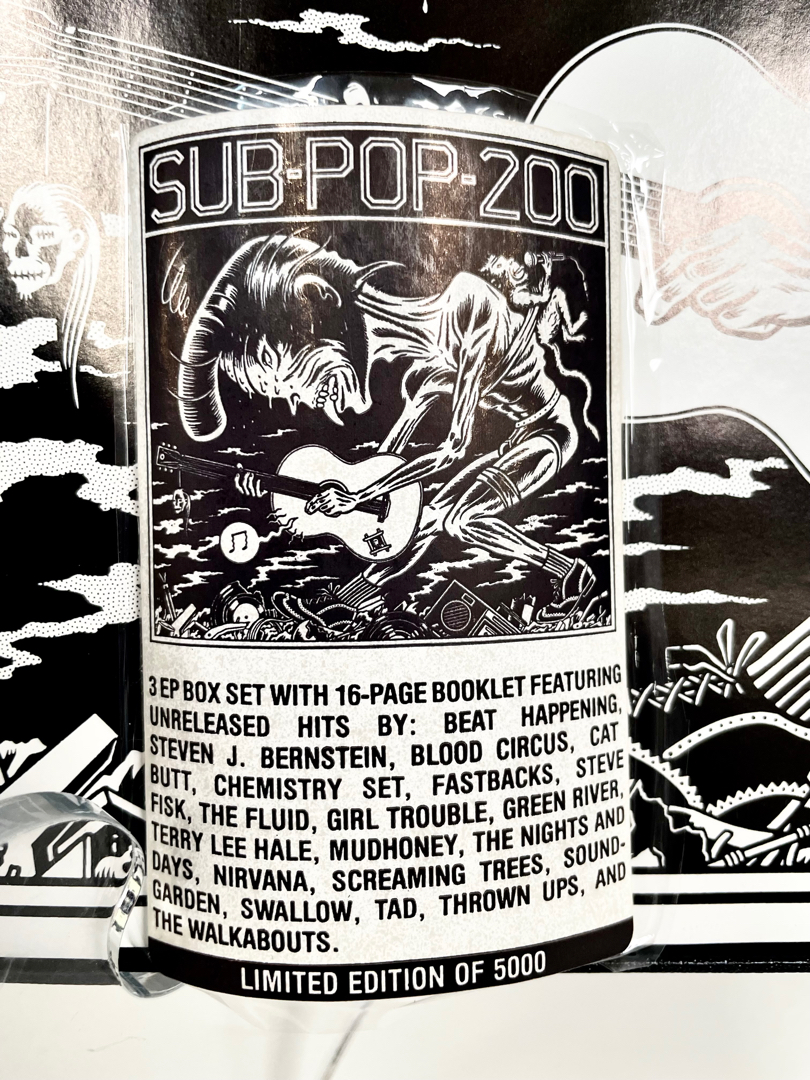 SUB-POP-200
3 EP BOX SET WITH 16-PAGE BOOKLET FEATURING
UNRELEASED HITS BY: BEAT HAPPENING,
STEVEN J. BERNSTEIN, BLOOD CIRCUS, CAT
BUTT, CHEMISTRY SET, FASTBACKS, STEVE
FISK, THE FLUID, GIRL TROUBLE, GREEN RIVER,
TERRY LEE HALE, MUDHONEY, THE NIGHTS AND
DAYS, NIRVANA, SCREAMING TREES, SOUND-
GARDEN, SWALLOW, TAD, THROWN UPS, AND
THE WALKABOUTS.
LIMITED EDITION OF 5000